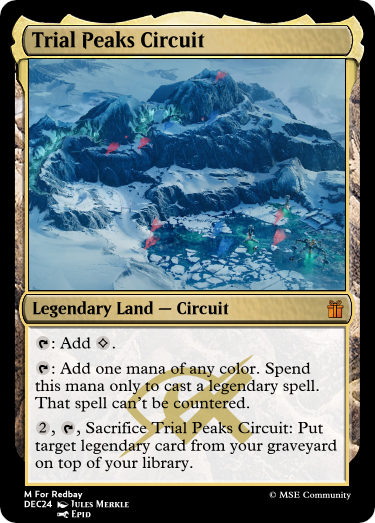 Trial Peaks Circuit
Legendary Land — Circuit
: Add .
: Add one mana of any color. Spend
this mana only to cast a legendary spell.
That spell can't be countered.
2 , , Sacrifice Trial Peaks Circuit: Put
target legendary card from your graveyard
on top of your library.
M For Redbay
DEC24 Jules Merkle © MSE Community
Epid